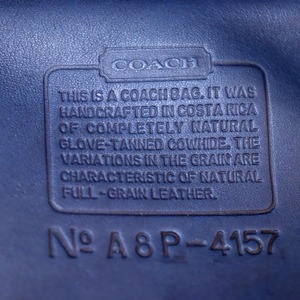 COACH
THIS IS A COACH BAG. IT WAS
HANDCRAFTED IN COSTA RICA
OF COMPLETELY NATURAL
GLOVE-TANNED COWHIDE. THE
VARIATIONS IN THE GRAIN ARE
CHARACTERISTIC OF NATURAL
FULL-GRAIN LEATHER.
No A8P-4157